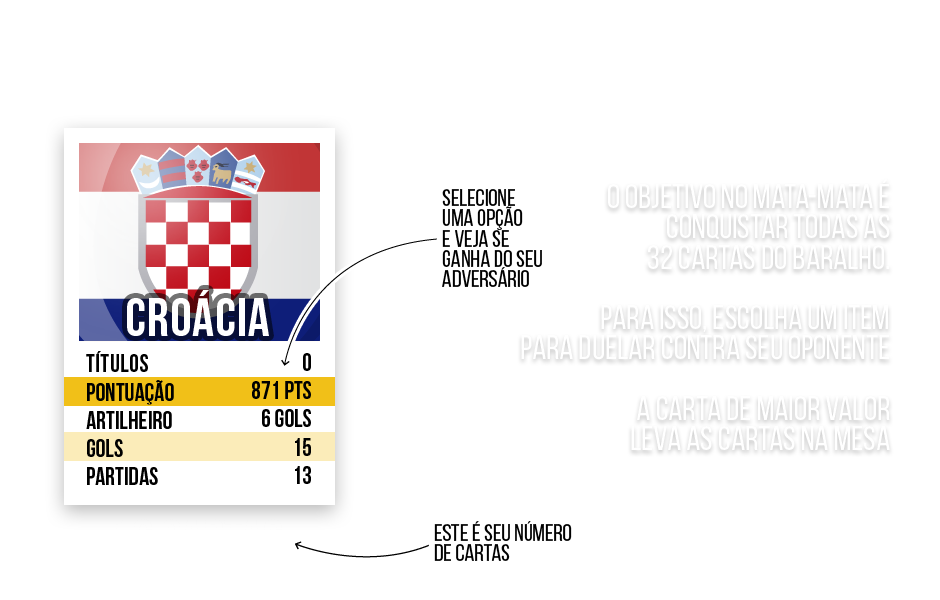 CROÁCIA
TÍTULOS 0
PONTUAÇÃO 871 PTS
ARTILHEIRO 6 GOLS
GOLS 15
PARTIDAS 13
SELECIONE
UMA OPÇÃO
E VEJA SE
GANHA DO SEU
ADVERSÁRIO
ESTE É SEU NÚMERO
DE CARTAS
O OBJETIVO NO MATA-MATA É
CONQUISTAR TODAS AS
32 CARTAS DO BARALHO.
PARA ISSO, ESCOLHA UM ITEM
PARA DUELAR CONTRA SEU OPONENTE
A CARTA DE MAIOR VALOR
LEVA AS CARTAS NA MESA